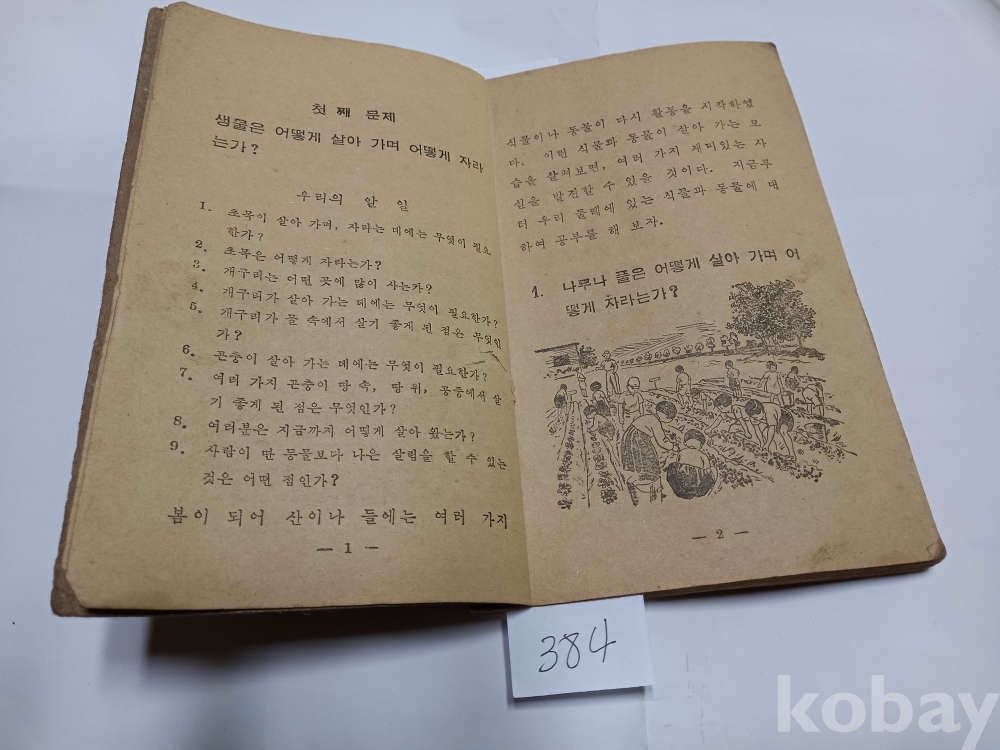 첫 째 문제
생물은 어떻게 살아 가며 어떻게 자라
는가?
우리의 알 일
1. 초목이 살아 가며, 자라는 데에는 무엇이 필요
한가?
2. 초목은 어떻게 자라는가?
3. 개구리는 어떤 곳에 많이 사는가?
4. 개구리가 살아 가는 데에는 무엇이 필요한가?
5. 개구리가 물 속에서 살기 좋게 된 점은 무엇인
가?
6. 곤충이 살아 가는 데에는 무엇이 필요한가?
7. 여러 가지 곤충이 땅 속, 땅 위, 공중에서 살
기 좋게 된 점은 무엇인가?
8. 여러분은 지금까지 어떻게 살아 왔는가?
9. 사람이 딴 동물보다 나은 살림을 할 수 있는
것은 어떤 점인가?
봄이 되어 산이나 들에는 여러 가지
— 1 —
식물이나 동물이 다시 활동을 시작하였
다. 이런 식물과 동물이 살아 가는 모
습을 살펴보면, 여러 가지 재미있는 사
실을 발견할 수 있을 것이다. 지금부
터 우리 둘레에 있는 식물과 동물에 대
하여 공부를 해 보자.
1. 나무나 풀은 어떻게 살아 가며 어
떻게 자라는가?
— 2 —
384
kobay